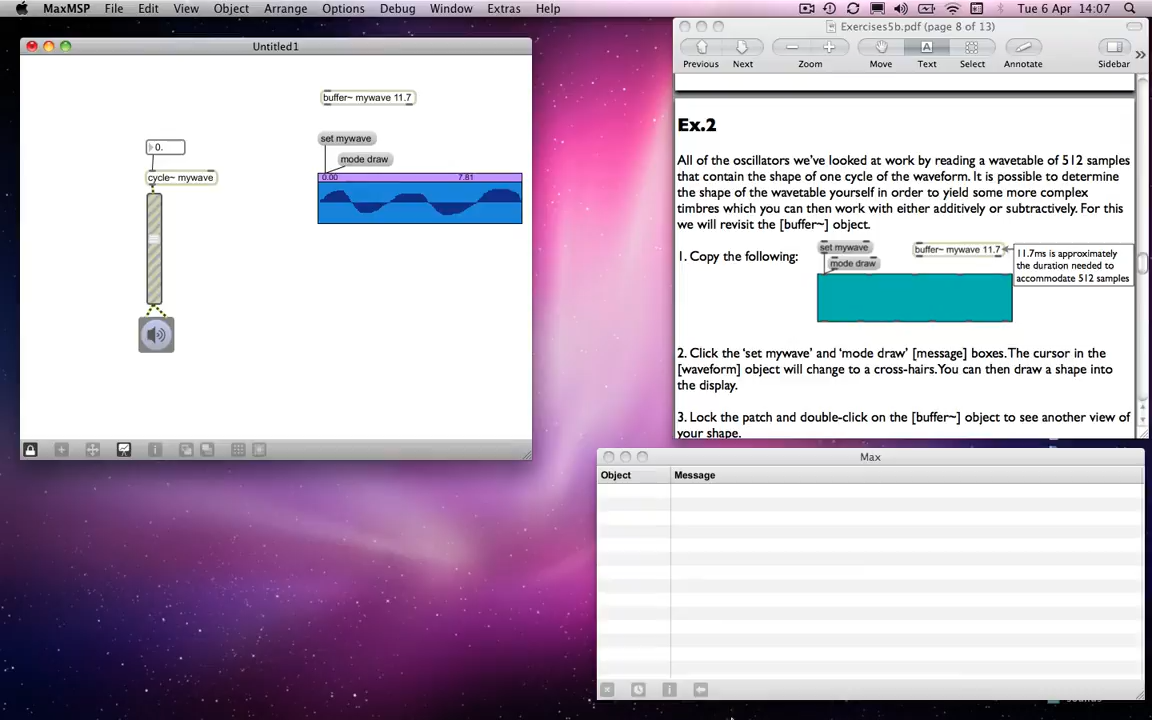 MaxMSP File Edit View Object Arrange Options Debug Window Extras Help
Tue 6 Apr 14:07
Untitled1
buffer~ mywave 11.7
set mywave
0.
mode draw
cycle~ mywave
0.00 7.81
Exercises5b.pdf (page 8 of 13)
Previous Next Zoom Move Text Select Annotate Sidebar
Ex.2
All of the oscillators we've looked at work by reading a wavetable of 512 samples
that contain the shape of one cycle of the waveform. It is possible to determine
the shape of the wavetable yourself in order to yield some more complex
timbres which you can then work with either additively or subtractively. For this
we will revisit the [buffer~] object.
1. Copy the following:
set mywave
mode draw
buffer~ mywave 11.7
11.7ms is approximately
the duration needed to
accommodate 512 samples
2. Click the 'set mywave' and 'mode draw' [message] boxes. The cursor in the
[waveform] object will change to a cross-hairs. You can then draw a shape into
the display.
3. Lock the patch and double-click on the [buffer~] object to see another view of
your shape.
Max
Object Message